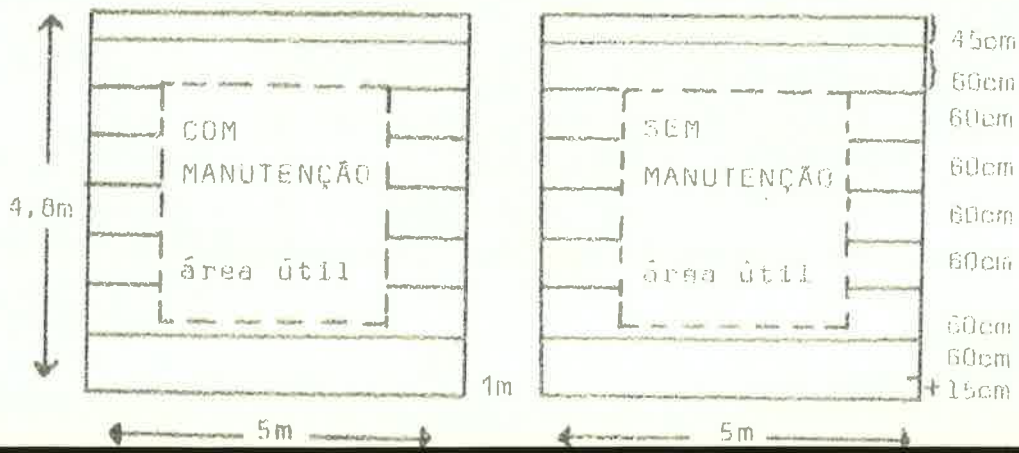 45cm
60cm
60cm
COM
SEM
MANUTENÇÃO
MANUTENÇÃO
60cm
4,8m
60cm
área útil
área útil
60cm
60cm
60cm
1m
+ 15cm
5m
5m